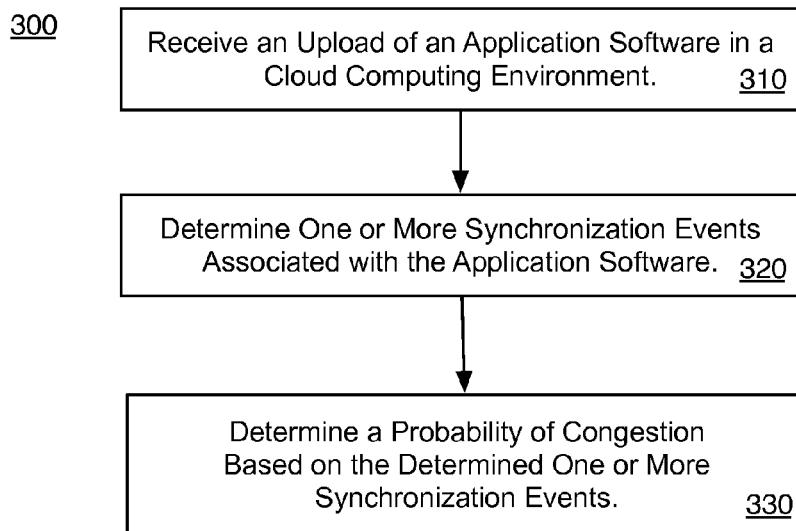 300
Receive an Upload of an Application Software in a
Cloud Computing Environment.
310
Determine One or More Synchronization Events
Associated with the Application Software.
320
Determine a Probability of Congestion
Based on the Determined One or More
Synchronization Events.
330